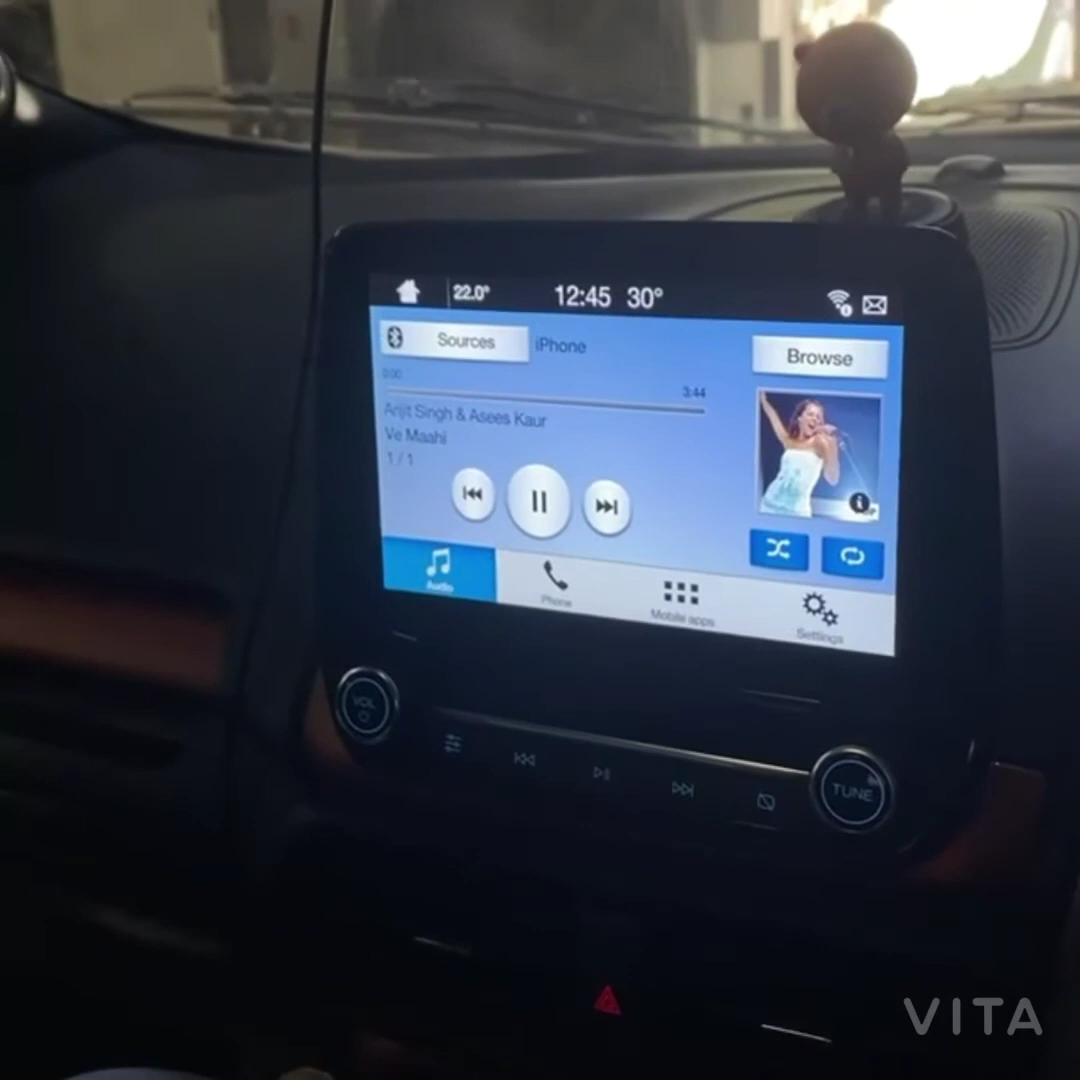 22.0° 12:45 30°
Sources iPhone Browse
0:00 3:44
Arijit Singh & Asees Kaur
Ve Maahi
1 / 1
Audio Phone Mobile apps Settings
VOL
TUNE
VITA